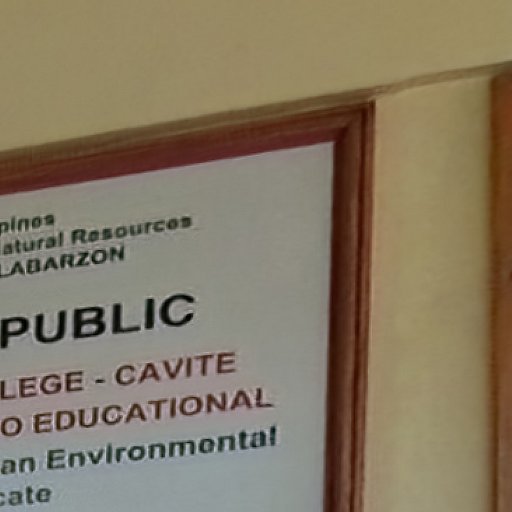 pines
atural Resources
LABARZON
PUBLIC
LEGE - CAVITE
O EDUCATIONAL
an Environmental
cate